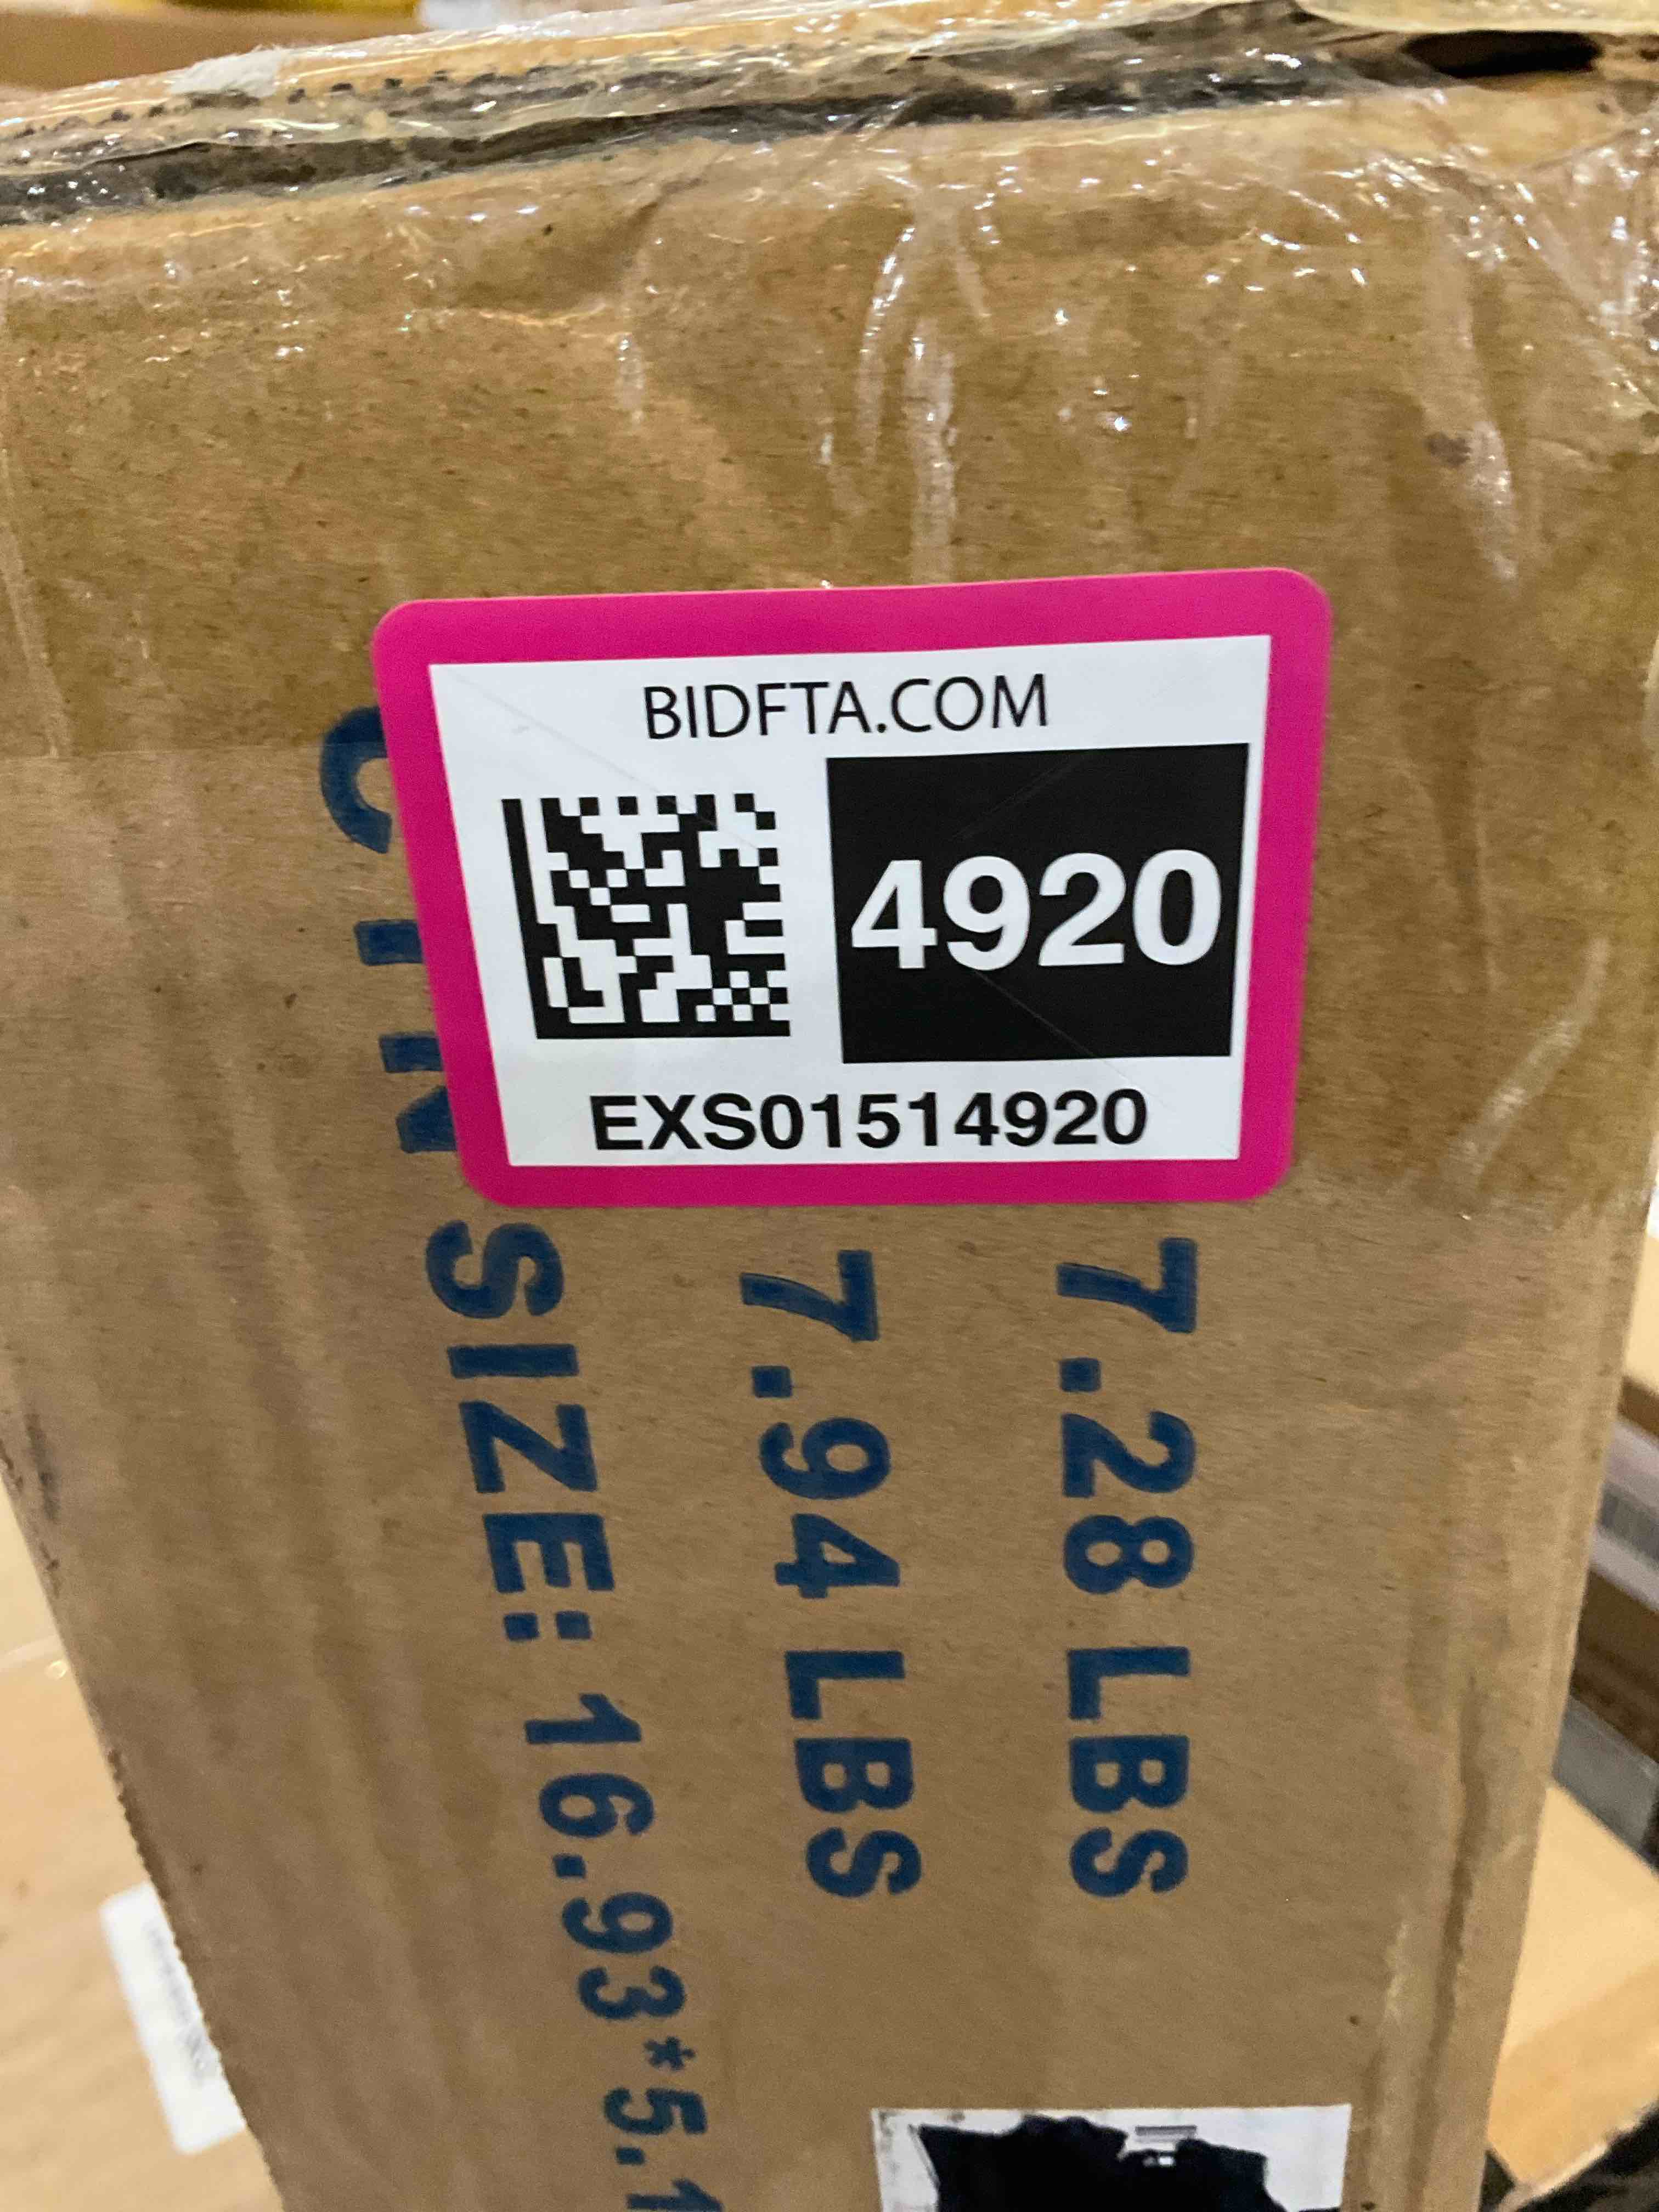 BIDFTA.COM
4920
EXS01514920
7.28 LBS
7.94 LBS
SIZE: 16.93*5.1